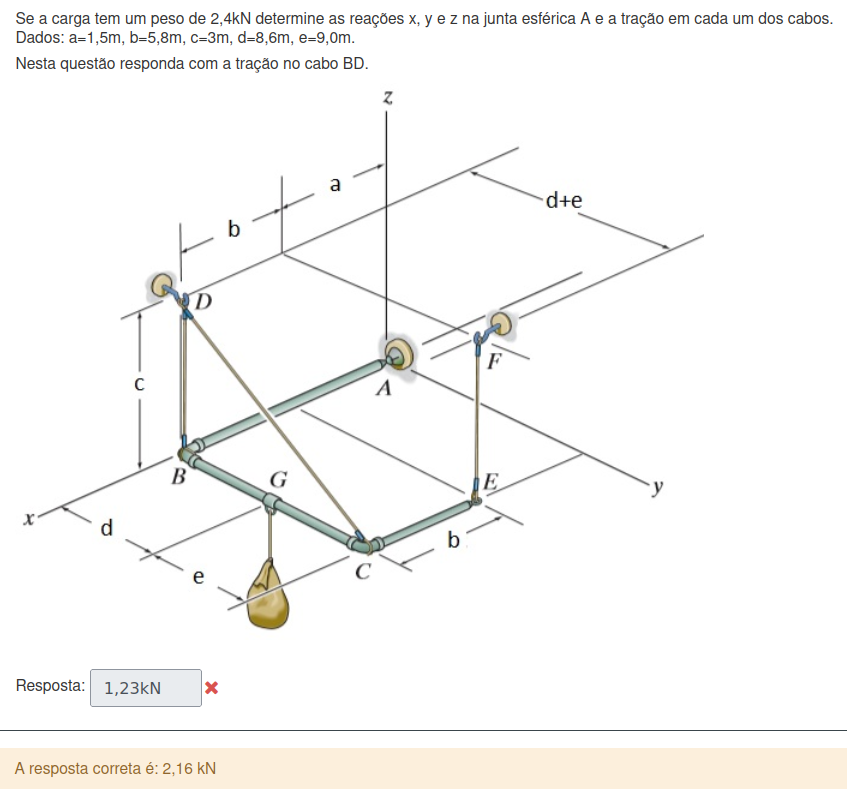 Se a carga tem um peso de 2,4kN determine as reações x, y e z na junta esférica A e a tração em cada um dos cabos.
Dados: a=1,5m, b=5,8m, c=3m, d=8,6m, e=9,0m.
Nesta questão responda com a tração no cabo BD.
z
a
d+e
b
D
F
c
A
B
G
E
x
y
d
b
C
e
Resposta: 1,23kN
A resposta correta é: 2,16 kN